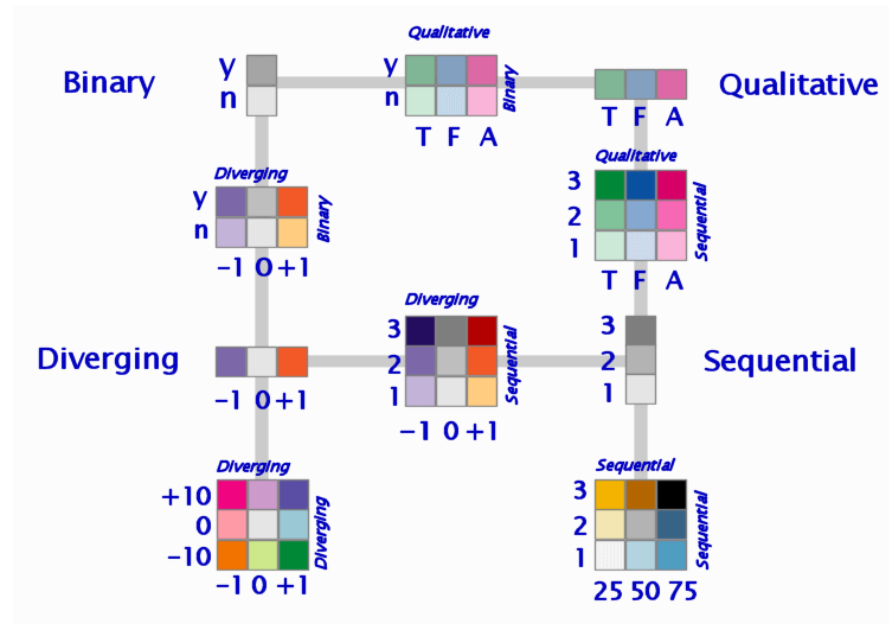 Qualitative
Binary
y
n
y
n
Binary
T F A
T F A
Qualitative
Diverging
y
n
Binary
-1 0 +1
Qualitative
3
2
1
Sequential
T F A
Diverging
-1 0 +1
Diverging
3
2
1
Sequential
-1 0 +1
3
2
1
Sequential
Diverging
+10
0
-10
Diverging
-1 0 +1
Sequential
3
2
1
Sequential
25 50 75